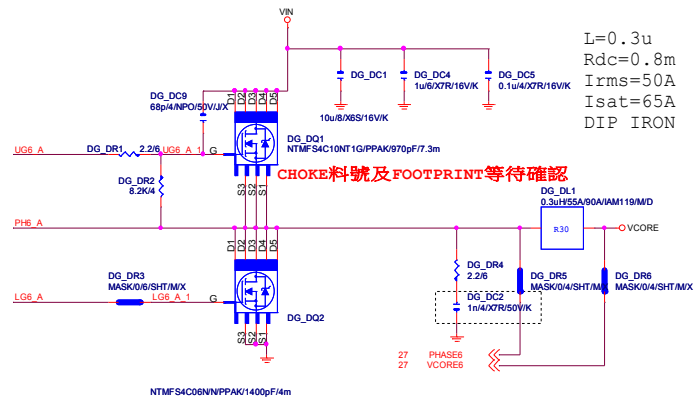 VIN
L=0.3u
Rdc=0.8m
Irms=50A
Isat=65A
DIP IRON
DG_DC1
10u/8/X6S/16V/K
DG_DC4
1u/6/X7R/16V/K
DG_DC5
0.1u/4/X7R/16V/K
DG_DC9
68p/4/NPO/50V/J/X
D1
D2
D3
D4
D5
DG_DQ1
NTMFS4C10NT1G/PPAK/970pF/7.3m
UG6_A
DG_DR1
2.2/6
UG6_A_1
G
S3
S2
S1
CHOKE料號及FOOTPRINT等待確認
DG_DR2
8.2K/4
DG_DL1
0.3uH/55A/90A/IAM119/M/D
R30
VCORE
PH6_A
D1
D2
D3
D4
D5
DG_DR3
MASK/0/6/SHT/M/X
LG6_A
LG6_A_1
G
S3
S2
S1
DG_DQ2
DG_DR4
2.2/6
DG_DC2
1n/4/X7R/50V/K
DG_DR5
MASK/0/4/SHT/M/X
DG_DR6
MASK/0/4/SHT/M/X
27 PHASE6
27 VCORE6
NTMFS4C06N/N/PPAK/1400pF/4m